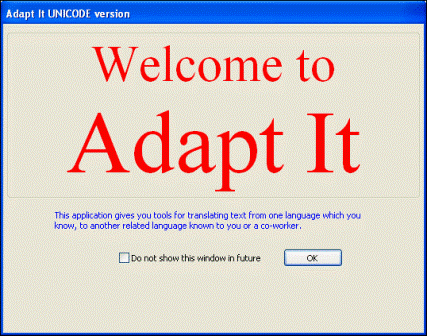 Adapt It UNICODE version
Welcome to
Adapt It
This application gives you tools for translating text from one language which you
know, to another related language known to you or a co-worker.
Do not show this window in future
OK